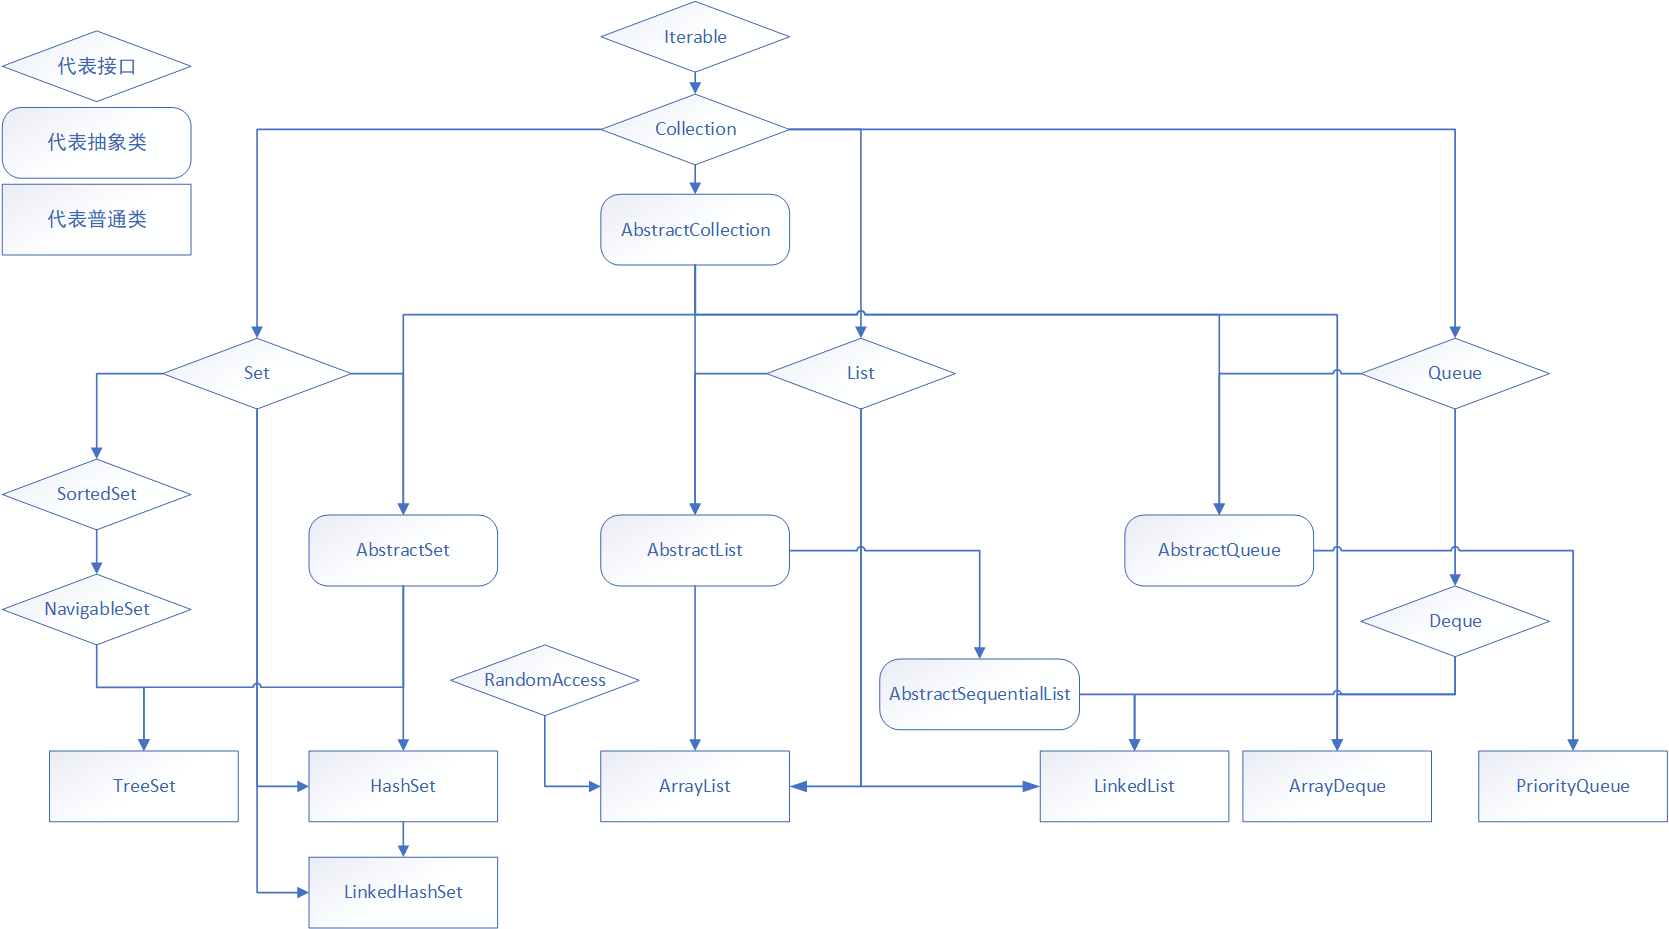 Iterable
代表接口
Collection
代表抽象类
代表普通类
AbstractCollection
Set
List
Queue
SortedSet
AbstractSet
AbstractList
AbstractQueue
NavigableSet
Deque
RandomAccess
AbstractSequentialList
TreeSet
HashSet
ArrayList
LinkedList
ArrayDeque
PriorityQueue
LinkedHashSet